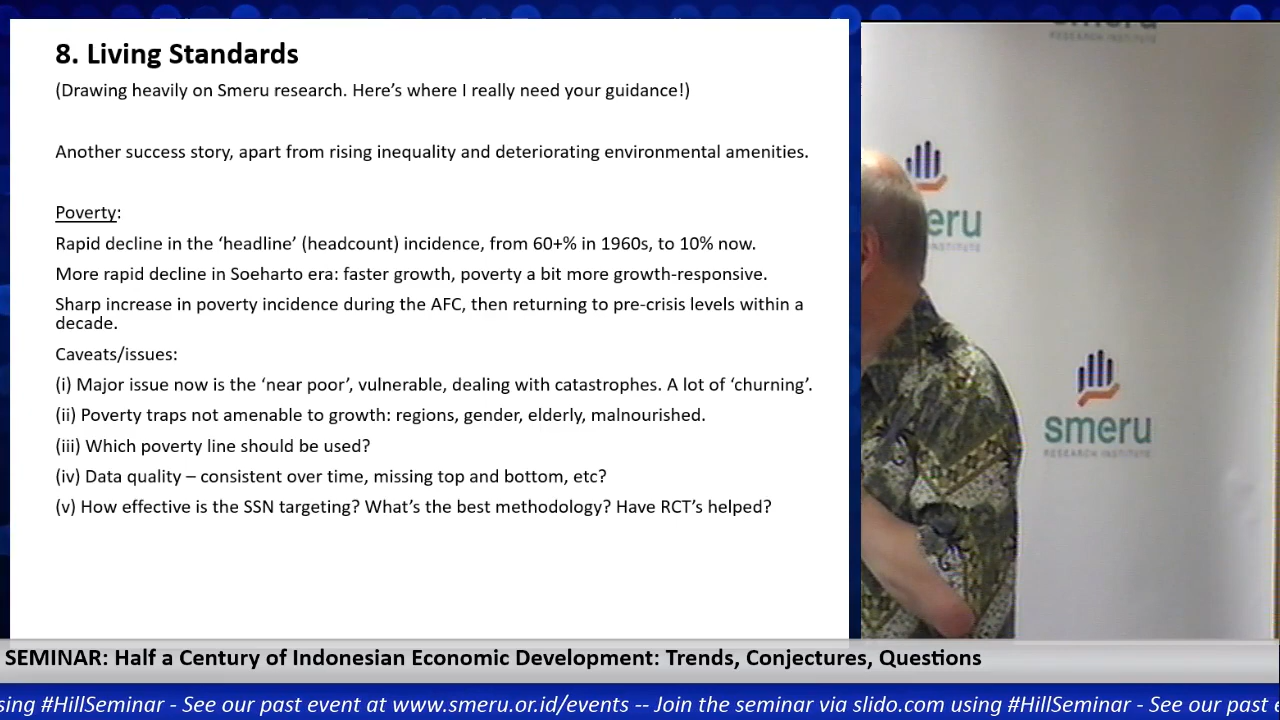 8. Living Standards
(Drawing heavily on Smeru research. Here’s where I really need your guidance!)
Another success story, apart from rising inequality and deteriorating environmental amenities.
Poverty:
Rapid decline in the ‘headline’ (headcount) incidence, from 60+% in 1960s, to 10% now.
More rapid decline in Soeharto era: faster growth, poverty a bit more growth-responsive.
Sharp increase in poverty incidence during the AFC, then returning to pre-crisis levels within a
decade.
Caveats/issues:
(i) Major issue now is the ‘near poor’, vulnerable, dealing with catastrophes. A lot of ‘churning’.
(ii) Poverty traps not amenable to growth: regions, gender, elderly, malnourished.
(iii) Which poverty line should be used?
(iv) Data quality – consistent over time, missing top and bottom, etc?
(v) How effective is the SSN targeting? What’s the best methodology? Have RCT’s helped?
smeru
RESEARCH INSTITUTE
eru
INSTITUTE
smeru
RESEARCH INSTITUTE
SEMINAR: Half a Century of Indonesian Economic Development: Trends, Conjectures, Questions
sing #HillSeminar - See our past event at www.smeru.or.id/events -- Join the seminar via slido.com using #HillSeminar - See our past e